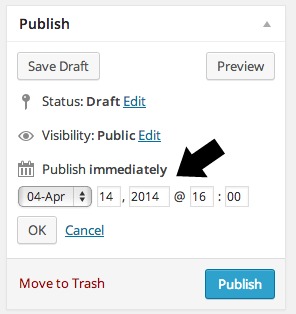 Publish
Save Draft Preview
Status: Draft Edit
Visibility: Public Edit
Publish immediately
04-Apr 14 , 2014 @ 16 : 00
OK Cancel
Move to Trash Publish